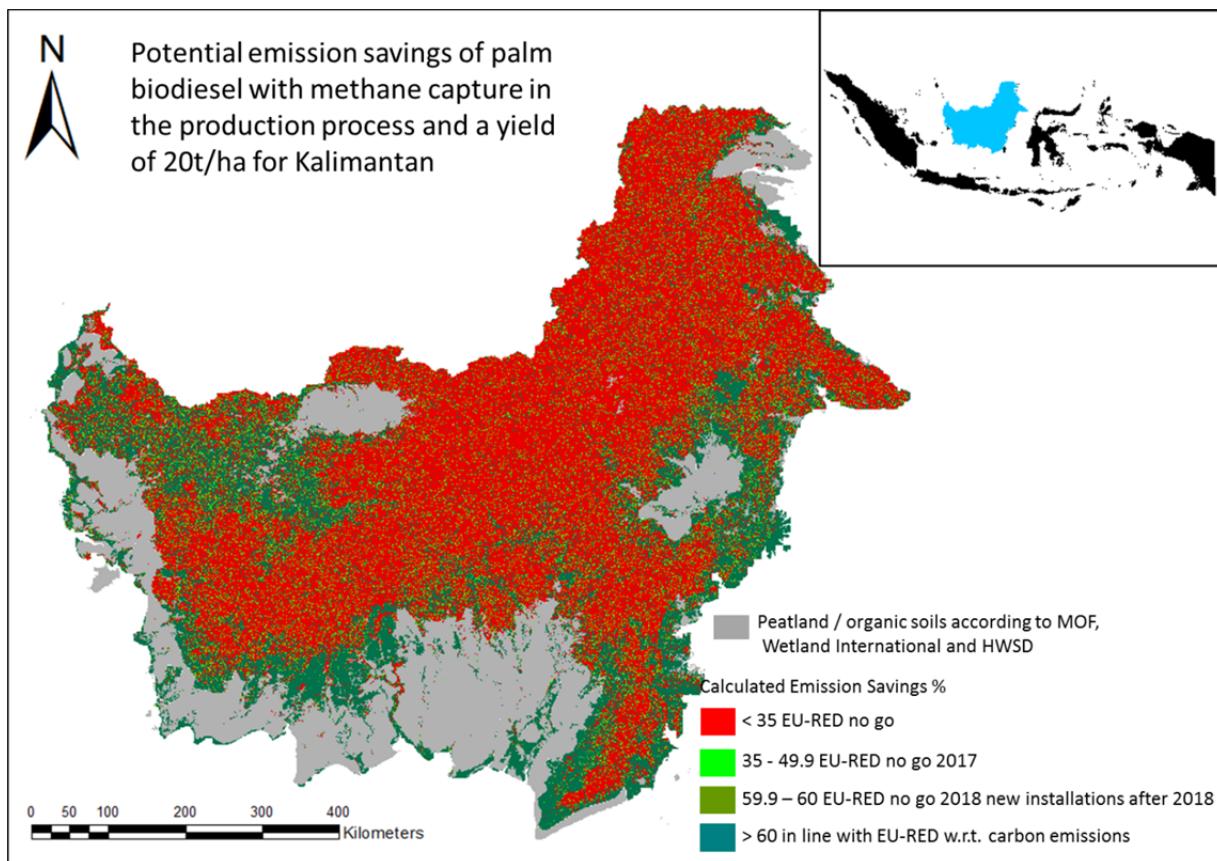 N
Potential emission savings of palm
biodiesel with methane capture in
the production process and a yield
of 20t/ha for Kalimantan
Peatland / organic soils according to MOF,
Wetland International and HWSD
Calculated Emission Savings %
< 35 EU-RED no go
35 - 49.9 EU-RED no go 2017
59.9 – 60 EU-RED no go 2018 new installations after 2018
> 60 in line with EU-RED w.r.t. carbon emissions
0 50 100 200 300 400
Kilometers